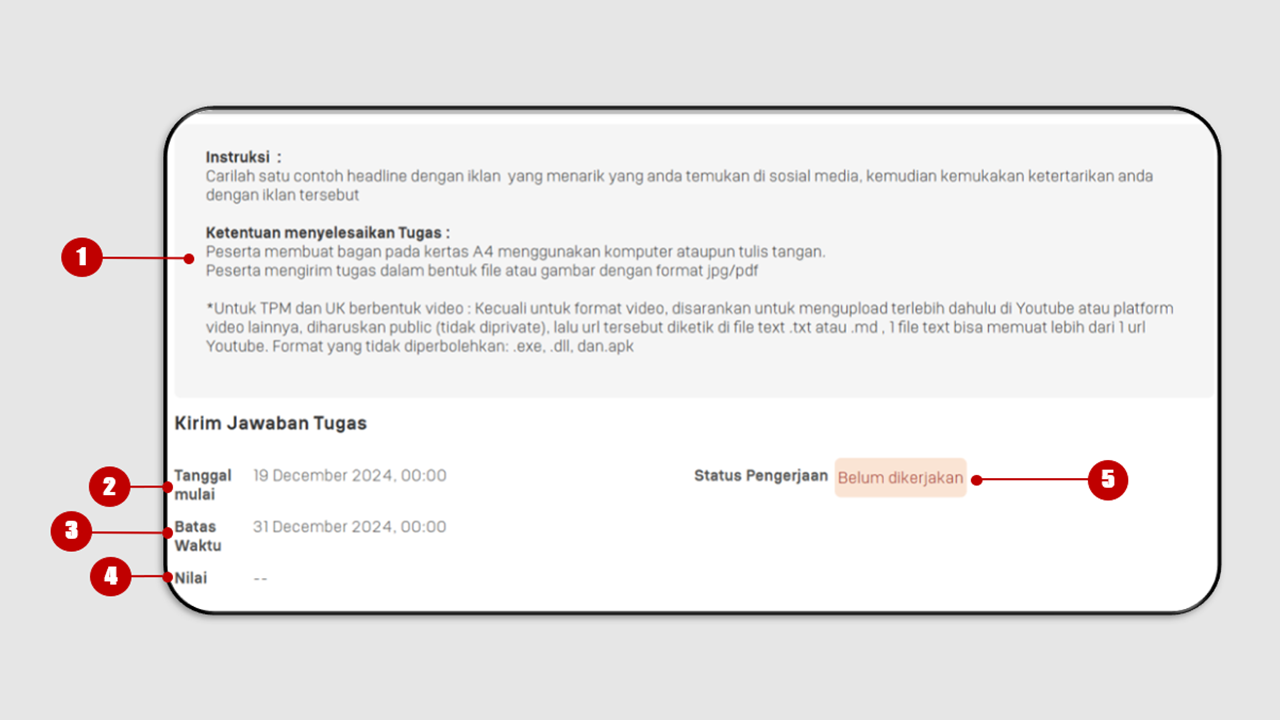 Instruksi :
Carilah satu contoh headline dengan iklan yang menarik yang anda temukan di sosial media, kemudian kemukakan ketertarikan anda
dengan iklan tersebut
Ketentuan menyelesaikan Tugas :
Peserta membuat bagan pada kertas A4 menggunakan komputer ataupun tulis tangan.
Peserta mengirim tugas dalam bentuk file atau gambar dengan format jpg/pdf
*Untuk TPM dan UK berbentuk video : Kecuali untuk format video, disarankan untuk mengupload terlebih dahulu di Youtube atau platform
video lainnya, diharuskan public (tidak diprivate), lalu url tersebut diketik di file text .txt atau .md , 1 file text bisa memuat lebih dari 1 url
Youtube. Format yang tidak diperbolehkan: .exe, .dll, dan.apk
1
Kirim Jawaban Tugas
2
Tanggal mulai 19 December 2024, 00:00
Status Pengerjaan Belum dikerjakan
5
3
Batas Waktu 31 December 2024, 00:00
4
Nilai --